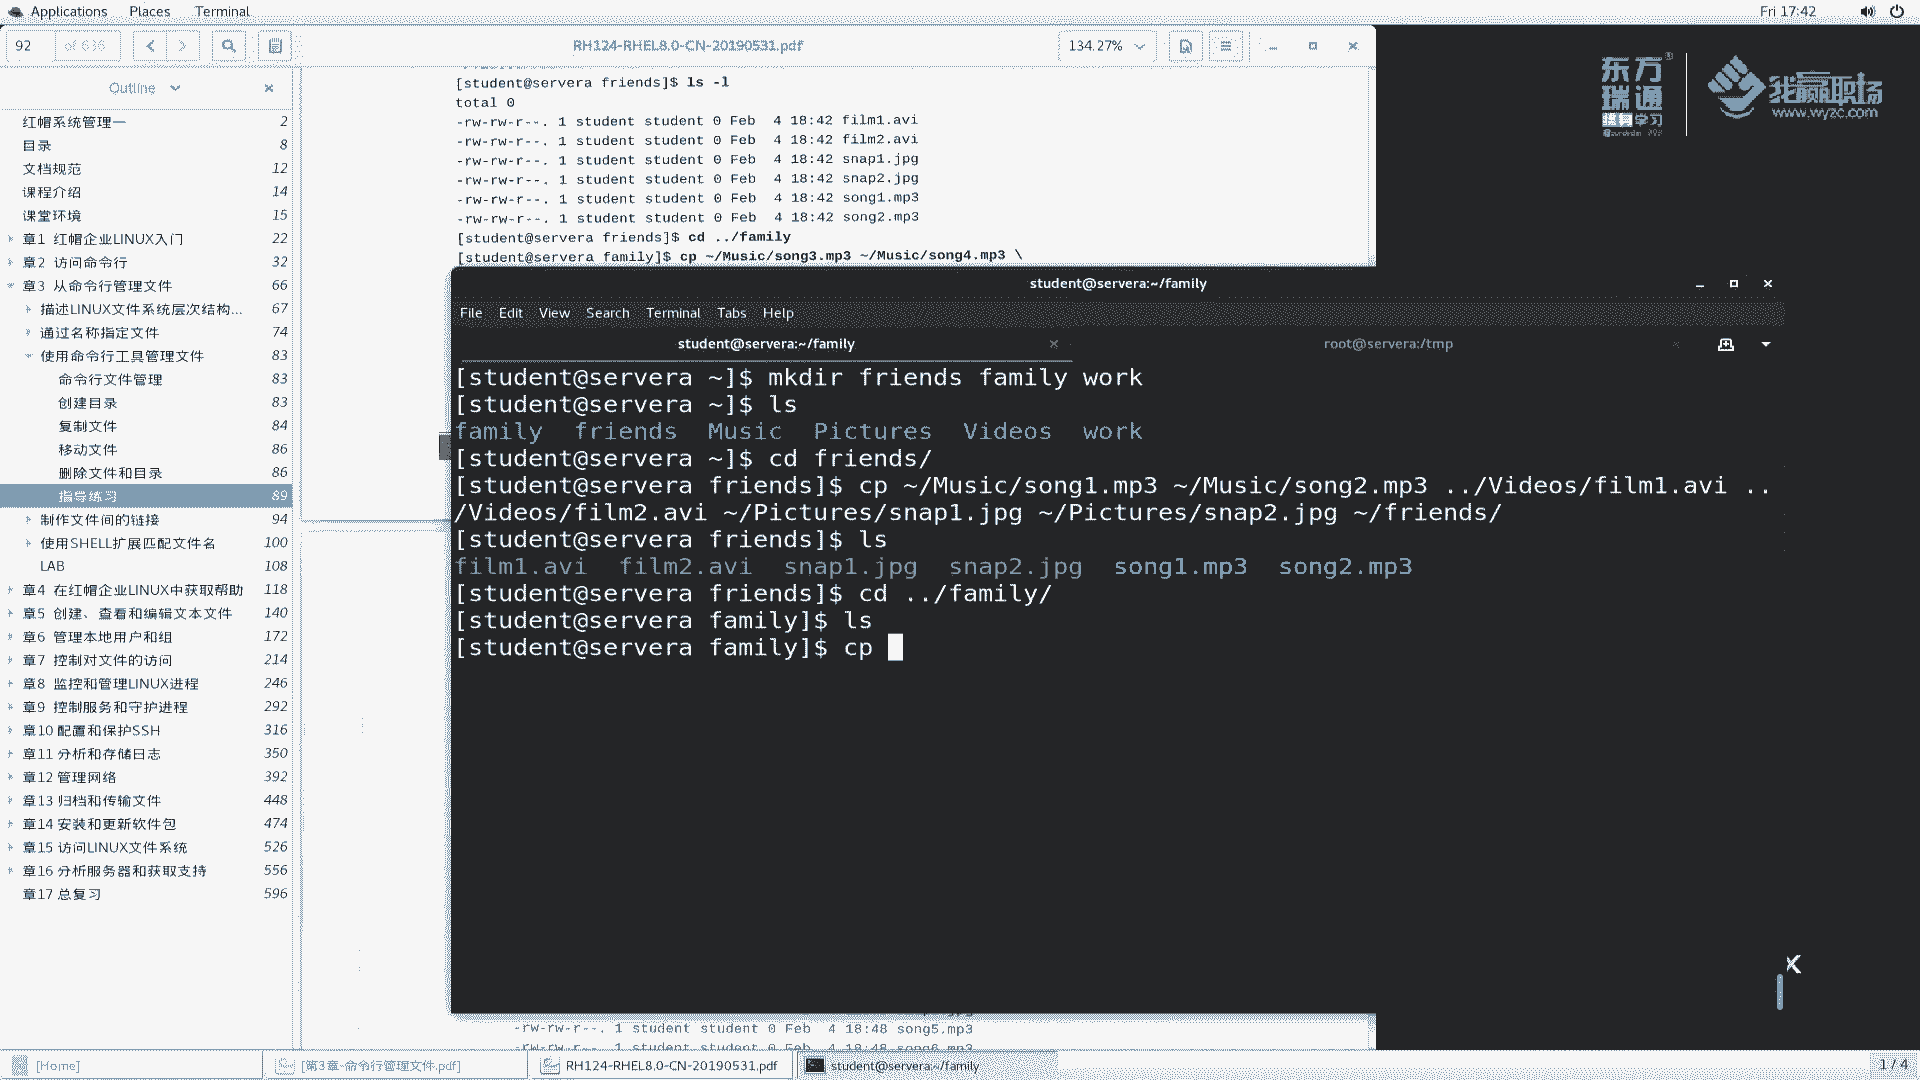 Applications Places Terminal
Fri 17:42
92
of 636
RH124-RHEL8.0-CN-20190531.pdf
134.27%
Outline
红帽系统管理一 2
目录 8
文档规范 12
课程介绍 14
课堂环境 15
章1 红帽企业LINUX入门 22
章2 访问命令行 32
章3 从命令行管理文件 66
描述LINUX文件系统层次结构... 67
通过名称指定文件 74
使用命令行工具管理文件 83
命令行文件管理 83
创建目录 83
复制文件 84
移动文件 86
删除文件和目录 86
指导练习 89
制作文件间的链接 94
使用SHELL扩展匹配文件名 100
LAB 108
章4 在红帽企业LINUX中获取帮助 118
章5 创建、查看和编辑文本文件 140
章6 管理本地用户和组 172
章7 控制对文件的访问 214
章8 监控和管理LINUX进程 246
章9 控制服务和守护进程 292
章10 配置和保护SSH 316
章11 分析和存储日志 350
章12 管理网络 392
章13 归档和传输文件 448
章14 安装和更新软件包 474
章15 访问LINUX文件系统 526
章16 分析服务器和获取支持 556
章17 总复习 596
[student@servera friends]$ ls -l
total 0
-rw-rw-r--. 1 student student 0 Feb  4 18:42 film1.avi
-rw-rw-r--. 1 student student 0 Feb  4 18:42 film2.avi
-rw-rw-r--. 1 student student 0 Feb  4 18:42 snap1.jpg
-rw-rw-r--. 1 student student 0 Feb  4 18:42 snap2.jpg
-rw-rw-r--. 1 student student 0 Feb  4 18:42 song1.mp3
-rw-rw-r--. 1 student student 0 Feb  4 18:42 song2.mp3
[student@servera friends]$ cd ../family
[student@servera family]$ cp ~/Music/song3.mp3 ~/Music/song4.mp3 \
东方瑞通
学习
我赢职场
www.wyzc.com
student@servera:~/family
File Edit View Search Terminal Tabs Help
student@servera:~/family
root@servera:/tmp
[student@servera ~]$ mkdir friends family work
[student@servera ~]$ ls
family  friends  Music  Pictures  Videos  work
[student@servera ~]$ cd friends/
[student@servera friends]$ cp ~/Music/song1.mp3 ~/Music/song2.mp3 ../Videos/film1.avi ..
/Videos/film2.avi ~/Pictures/snap1.jpg ~/Pictures/snap2.jpg ~/friends/
[student@servera friends]$ ls
film1.avi  film2.avi  snap1.jpg  snap2.jpg  song1.mp3  song2.mp3
[student@servera friends]$ cd ../family/
[student@servera family]$ ls
[student@servera family]$ cp
-rw-rw-r--. 1 student student 0 Feb  4 18:48 song5.mp3
-rw-rw-r--. 1 student student 0 Feb  4 18:48 song6.mp3
[Home]
[第3章-命令行管理文件.pdf]
RH124-RHEL8.0-CN-20190531.pdf
student@servera:~/family
1 / 4